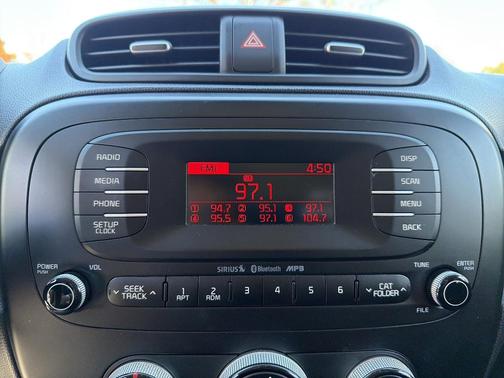 RADIO
MEDIA
PHONE
SETUP
CLOCK
FM1 4:50
97.1
① 94.7 ② 95.1 ③ 97.1
④ 95.5 ⑤ 97.1 ⑥ 104.7
DISP
SCAN
MENU
BACK
SIRIUS Bluetooth MP3
POWER
PUSH
VOL
SEEK
TRACK
1
RPT
2
RDM
3
4
5
6
CAT
FOLDER
TUNE
FILE
ENTER
PUSH